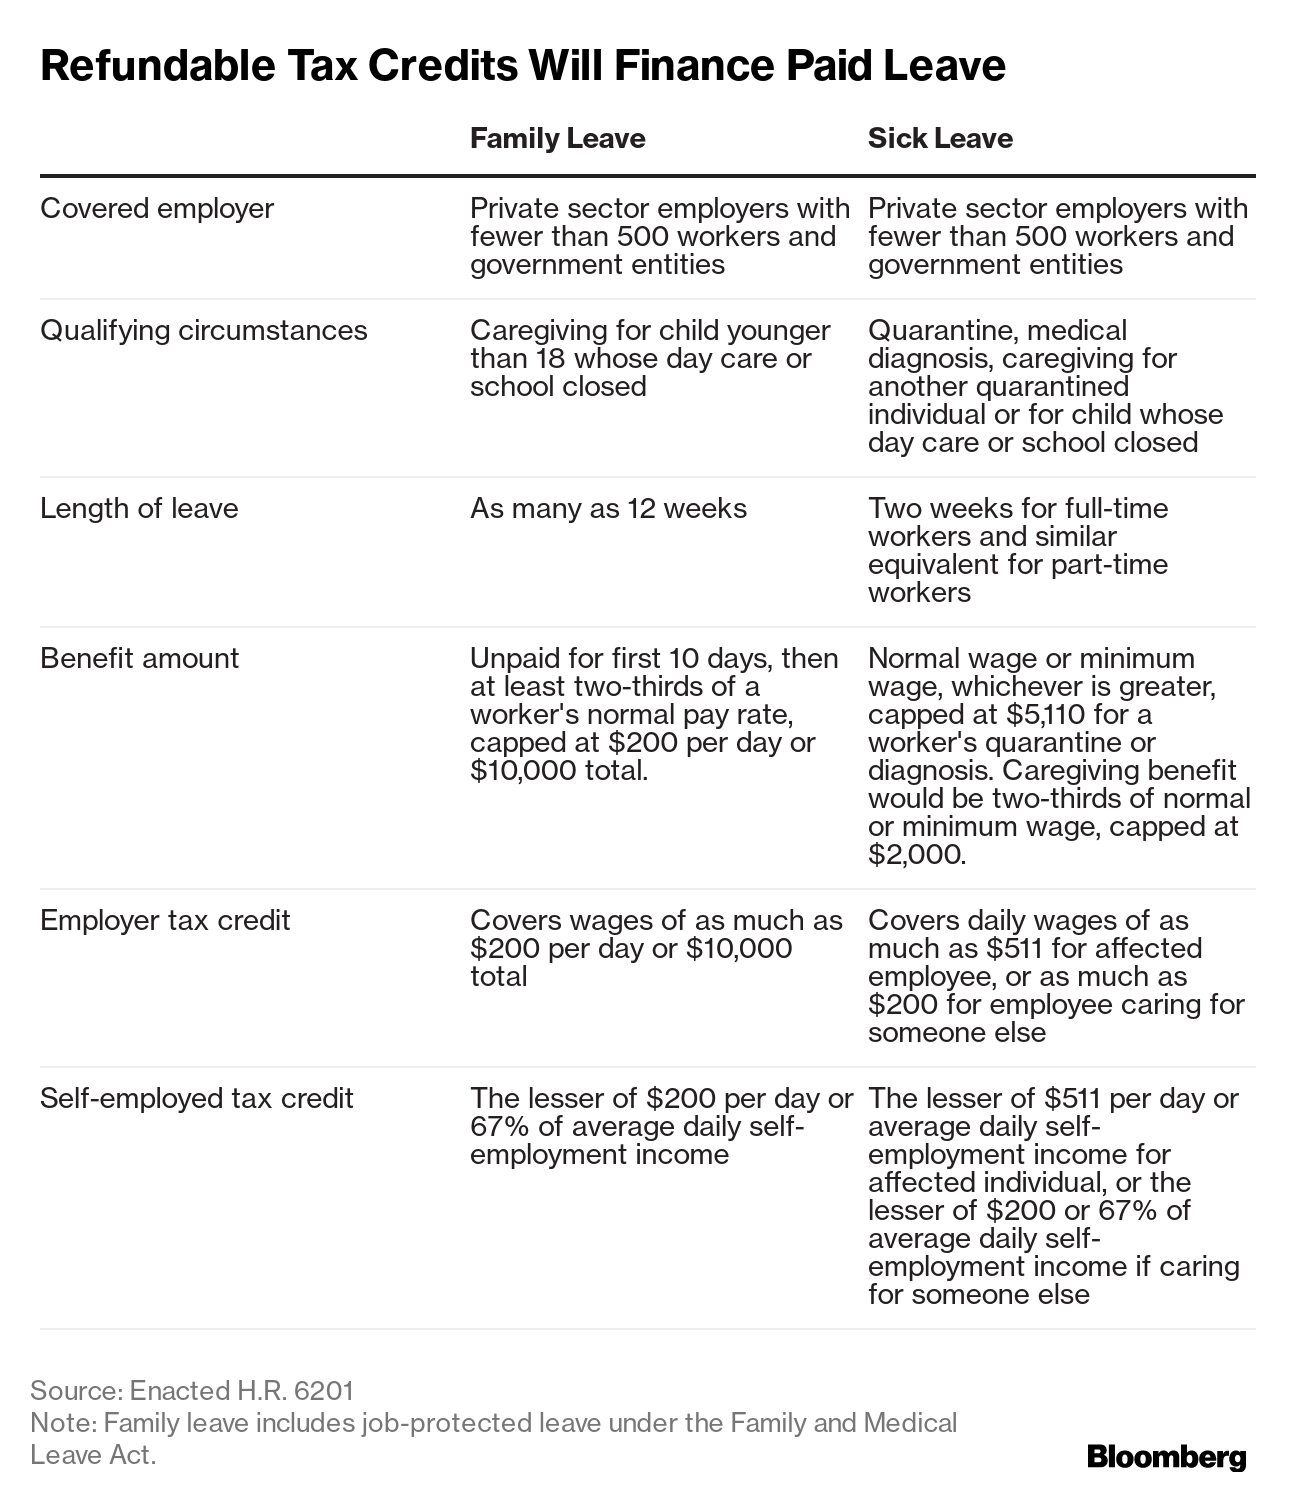 Refundable Tax Credits Will Finance Paid Leave
Family Leave
Sick Leave
Covered employer
Private sector employers with
fewer than 500 workers and
government entities
Private sector employers with
fewer than 500 workers and
government entities
Qualifying circumstances
Caregiving for child younger
than 18 whose day care or
school closed
Quarantine, medical
diagnosis, caregiving for
another quarantined
individual or for child whose
day care or school closed
Length of leave
As many as 12 weeks
Two weeks for full-time
workers and similar
equivalent for part-time
workers
Benefit amount
Unpaid for first 10 days, then
at least two-thirds of a
worker's normal pay rate,
capped at $200 per day or
$10,000 total.
Normal wage or minimum
wage, whichever is greater,
capped at $5,110 for a
worker's quarantine or
diagnosis. Caregiving benefit
would be two-thirds of normal
or minimum wage, capped at
$2,000.
Employer tax credit
Covers wages of as much as
$200 per day or $10,000
total
Covers daily wages of as
much as $511 for affected
employee, or as much as
$200 for employee caring for
someone else
Self-employed tax credit
The lesser of $200 per day or
67% of average daily self-
employment income
The lesser of $511 per day or
average daily self-
employment income for
affected individual, or the
lesser of $200 or 67% of
average daily self-
employment income if caring
for someone else
Source: Enacted H.R. 6201
Note: Family leave includes job-protected leave under the Family and Medical
Leave Act.
Bloomberg